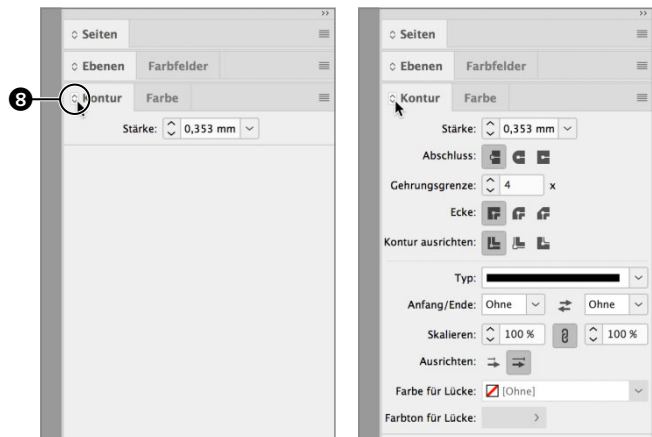 Seiten
Ebenen Farbfelder
8
Kontur Farbe
Stärke: 0,353 mm
Seiten
Ebenen Farbfelder
Kontur Farbe
Stärke: 0,353 mm
Abschluss:
Gehrungsgrenze: 4 x
Ecke:
Kontur ausrichten:
Typ:
Anfang/Ende: Ohne Ohne
Skalieren: 100 % 100 %
Ausrichten:
Farbe für Lücke: [Ohne]
Farbton für Lücke: